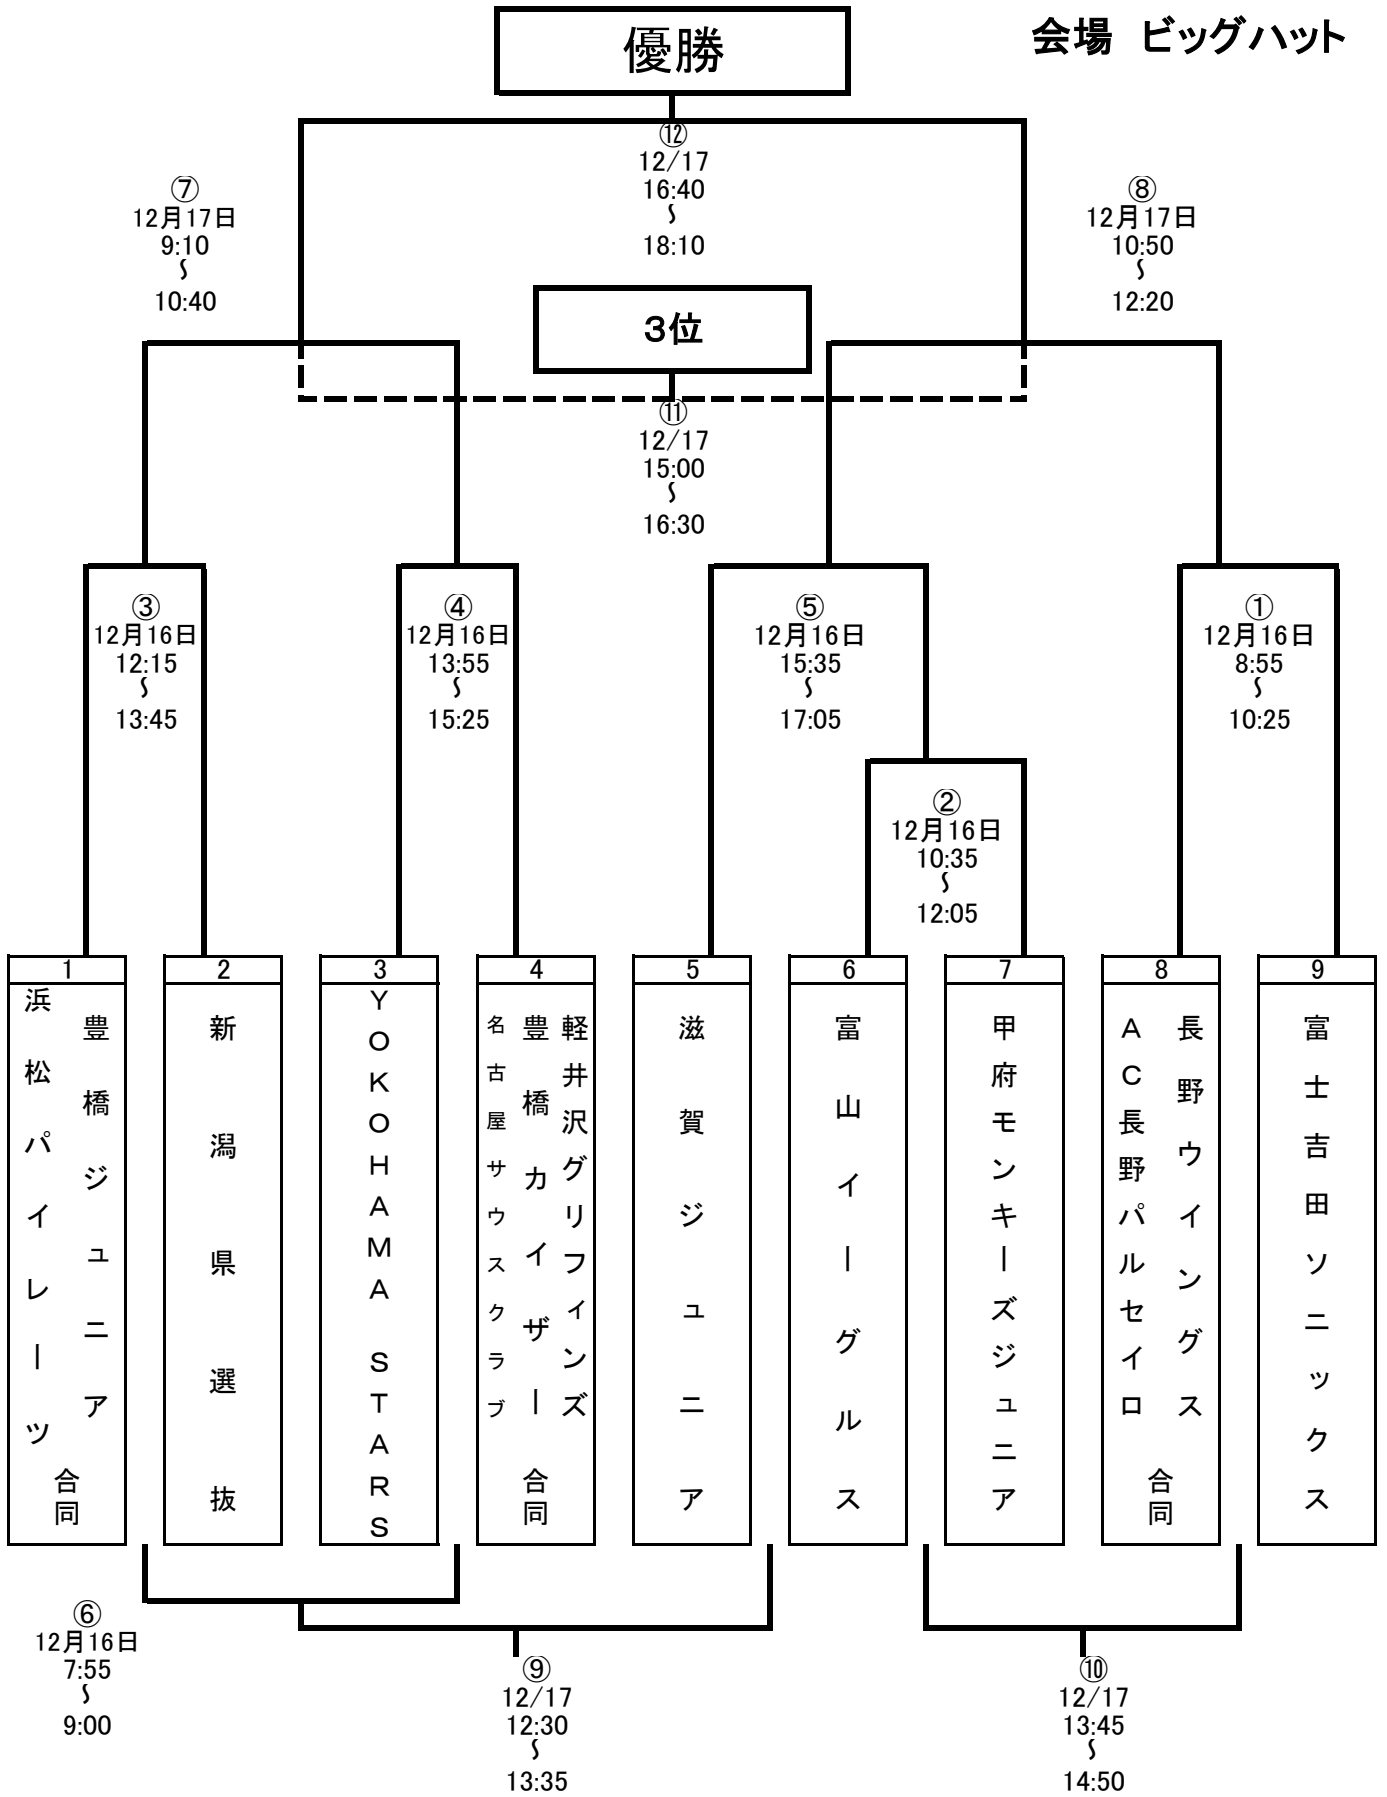 会場 ビッグハット
優勝
⑫
12/17
16:40
～
18:10
⑦
12月17日
9:10
～
10:40
⑧
12月17日
10:50
～
12:20
3位
⑪
12/17
15:00
～
16:30
③
12月16日
12:15
～
13:45
④
12月16日
13:55
～
15:25
⑤
12月16日
15:35
～
17:05
①
12月16日
8:55
～
10:25
②
12月16日
10:35
～
12:05
1
豊橋ジュニア
浜松パイレーツ
合同
2
新潟県選抜
3
YOKOHAMA STARS
4
軽井沢グリフィンズ
豊橋カイザー
名古屋サウスクラブ
合同
5
滋賀ジュニア
6
富山イーグルス
7
甲府モンキーズジュニア
8
長野ウイングス
AC長野パルセイロ
合同
9
富士吉田ソニックス
⑥
12月16日
7:55
～
9:00
⑨
12/17
12:30
～
13:35
⑩
12/17
13:45
～
14:50